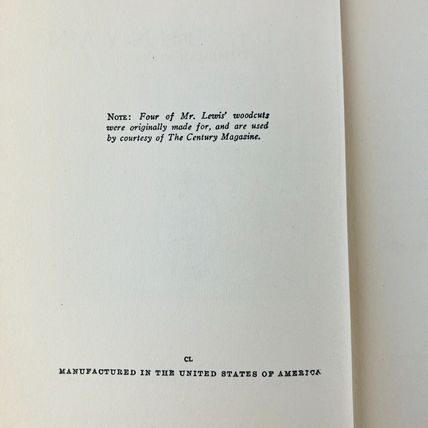 NOTE: Four of Mr. Lewis' woodcuts
were originally made for, and are used
by courtesy of The Century Magazine.
CL
MANUFACTURED IN THE UNITED STATES OF AMERICA